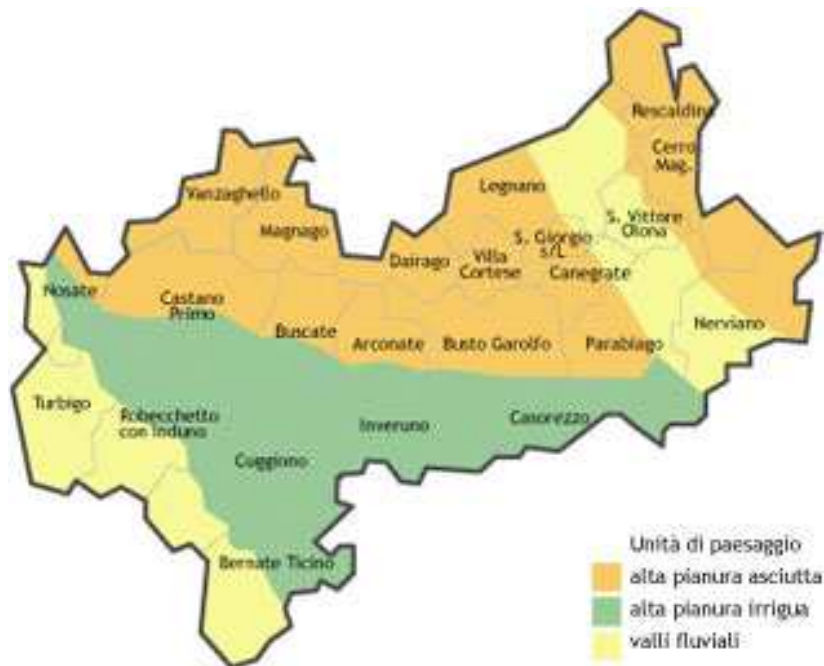 Rescaldina
Cerro
Mag.
Legnano
Vanzaghello
S. Vittore
Olona
Magnago
S. Giorgio
s/L
Dairago
Villa
Cortese
Canegrate
Nosate
Castano
Primo
Nerviano
Buscate
Arconate
Busto Garolfo
Parabiago
Turbigo
Robecchetto
con Induno
Inveruno
Casorezzo
Cuggiono
Bernate Ticino
Unità di paesaggio
alta pianura asciutta
alta pianura irrigua
valli fluviali